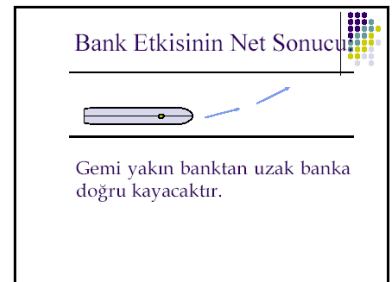 Bank Etkisinin Net Sonucu:
Gemi yakın banktan uzak banka
doğru kayacaktır.